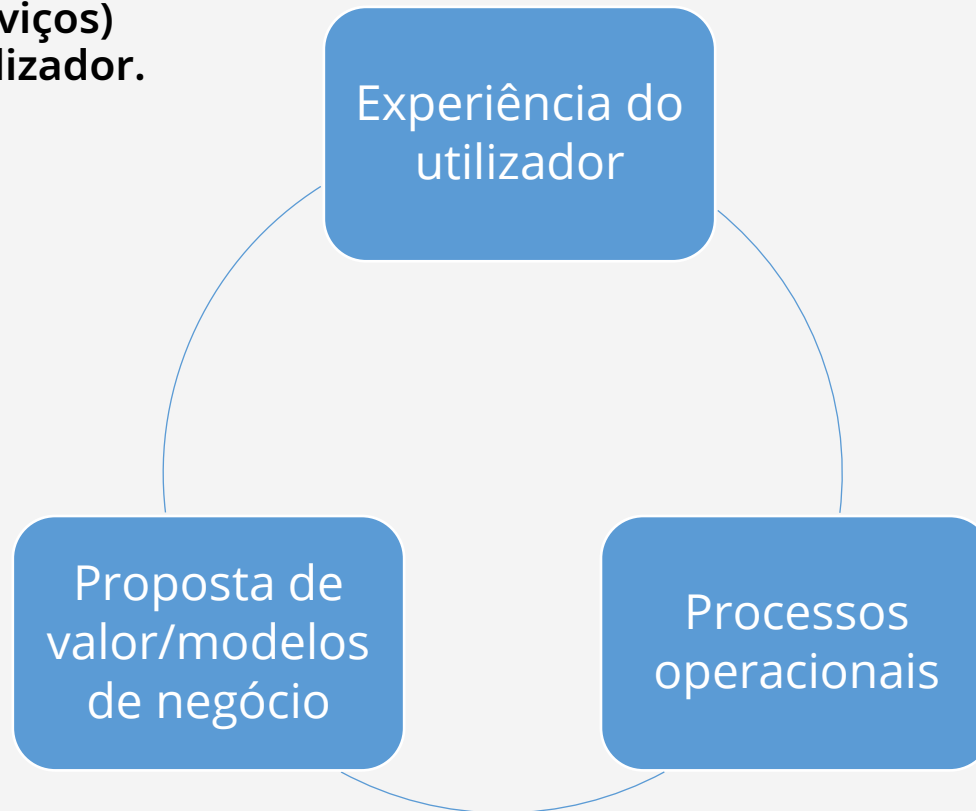 viços)
lizador.
Experiência do
utilizador
Proposta de
valor/modelos
de negócio
Processos
operacionais